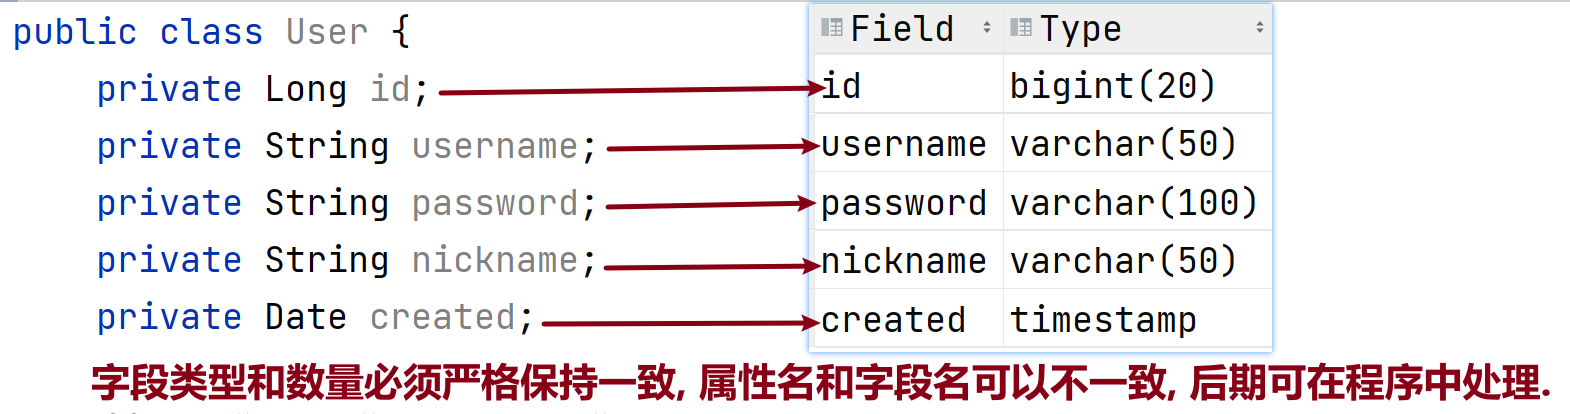 public class User {
private Long id;
private String username;
private String password;
private String nickname;
private Date created;
Field Type
id bigint(20)
username varchar(50)
password varchar(100)
nickname varchar(50)
created timestamp
字段类型和数量必须严格保持一致, 属性名和字段名可以不一致, 后期可在程序中处理.